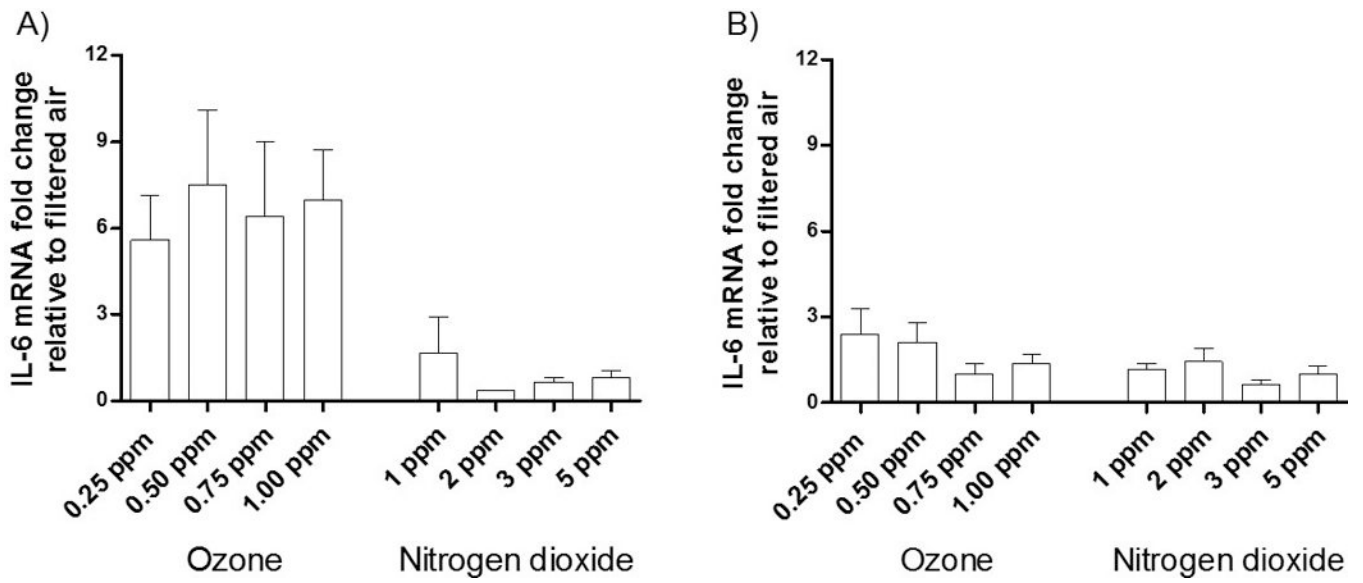 A)
IL-6 mRNA fold change
relative to filtered air
12
9
6
3
0
0.25 ppm
0.50 ppm
0.75 ppm
1.00 ppm
1 ppm
2 ppm
3 ppm
5 ppm
Ozone
Nitrogen dioxide
B)
IL-6 mRNA fold change
relative to filtered air
12
9
6
3
0
0.25 ppm
0.50 ppm
0.75 ppm
1.00 ppm
1 ppm
2 ppm
3 ppm
5 ppm
Ozone
Nitrogen dioxide